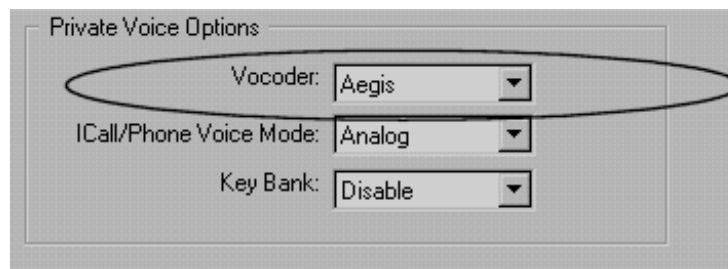 Private Voice Options
Vocoder: Aegis
ICall/Phone Voice Mode: Analog
Key Bank: Disable